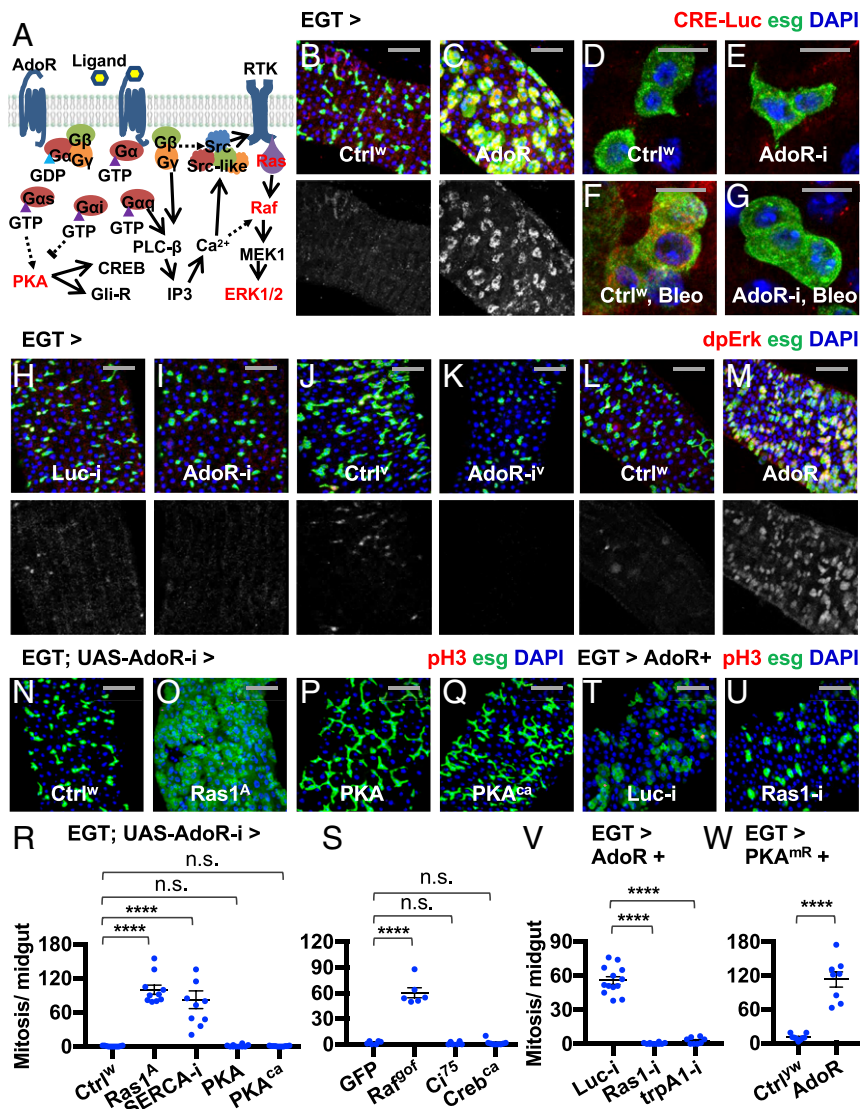 A
AdoR
Ligand
RTK
Gβ
Gα
Gγ
GDP
Gα
GTP
Gβ
Gγ
Src
Src-like
Ras
Gαs
GTP
Gαi
GTP
Gαq
GTP
PLC-β
Ca²⁺
Raf
MEK1
ERK1/2
PKA
CREB
Gli-R
IP3
EGT >
CRE-Luc esg DAPI
B
Ctrlʷ
C
AdoR
D
Ctrlʷ
E
AdoR-i
F
Ctrlʷ, Bleo
G
AdoR-i, Bleo
EGT >
dpErk esg DAPI
H
Luc-i
I
AdoR-i
J
Ctrlᵛ
K
AdoR-iᵛ
L
Ctrlʷ
M
AdoR
EGT; UAS-AdoR-i >
pH3 esg DAPI
EGT > AdoR+ pH3 esg DAPI
N
Ctrlʷ
O
Ras1ᴬ
P
PKA
Q
PKAᶜᵃ
T
Luc-i
U
Ras1-i
R
EGT; UAS-AdoR-i >
n.s.
n.s.
****
****
Mitosis/ midgut
180
120
60
0
Ctrlʷ
Ras1ᴬ
SERCA-i
PKA
PKAᶜᵃ
S
n.s.
n.s.
****
120
90
60
30
0
GFP
Rafᵍᵒᶠ
Ci⁷⁵
Crebᶜᵃ
V
EGT >
AdoR +
****
****
90
60
30
0
Luc-i
Ras1-i
trpA1-i
W
EGT >
PKAᵐᴿ +
****
180
120
60
0
Ctrlʸʷ
AdoR